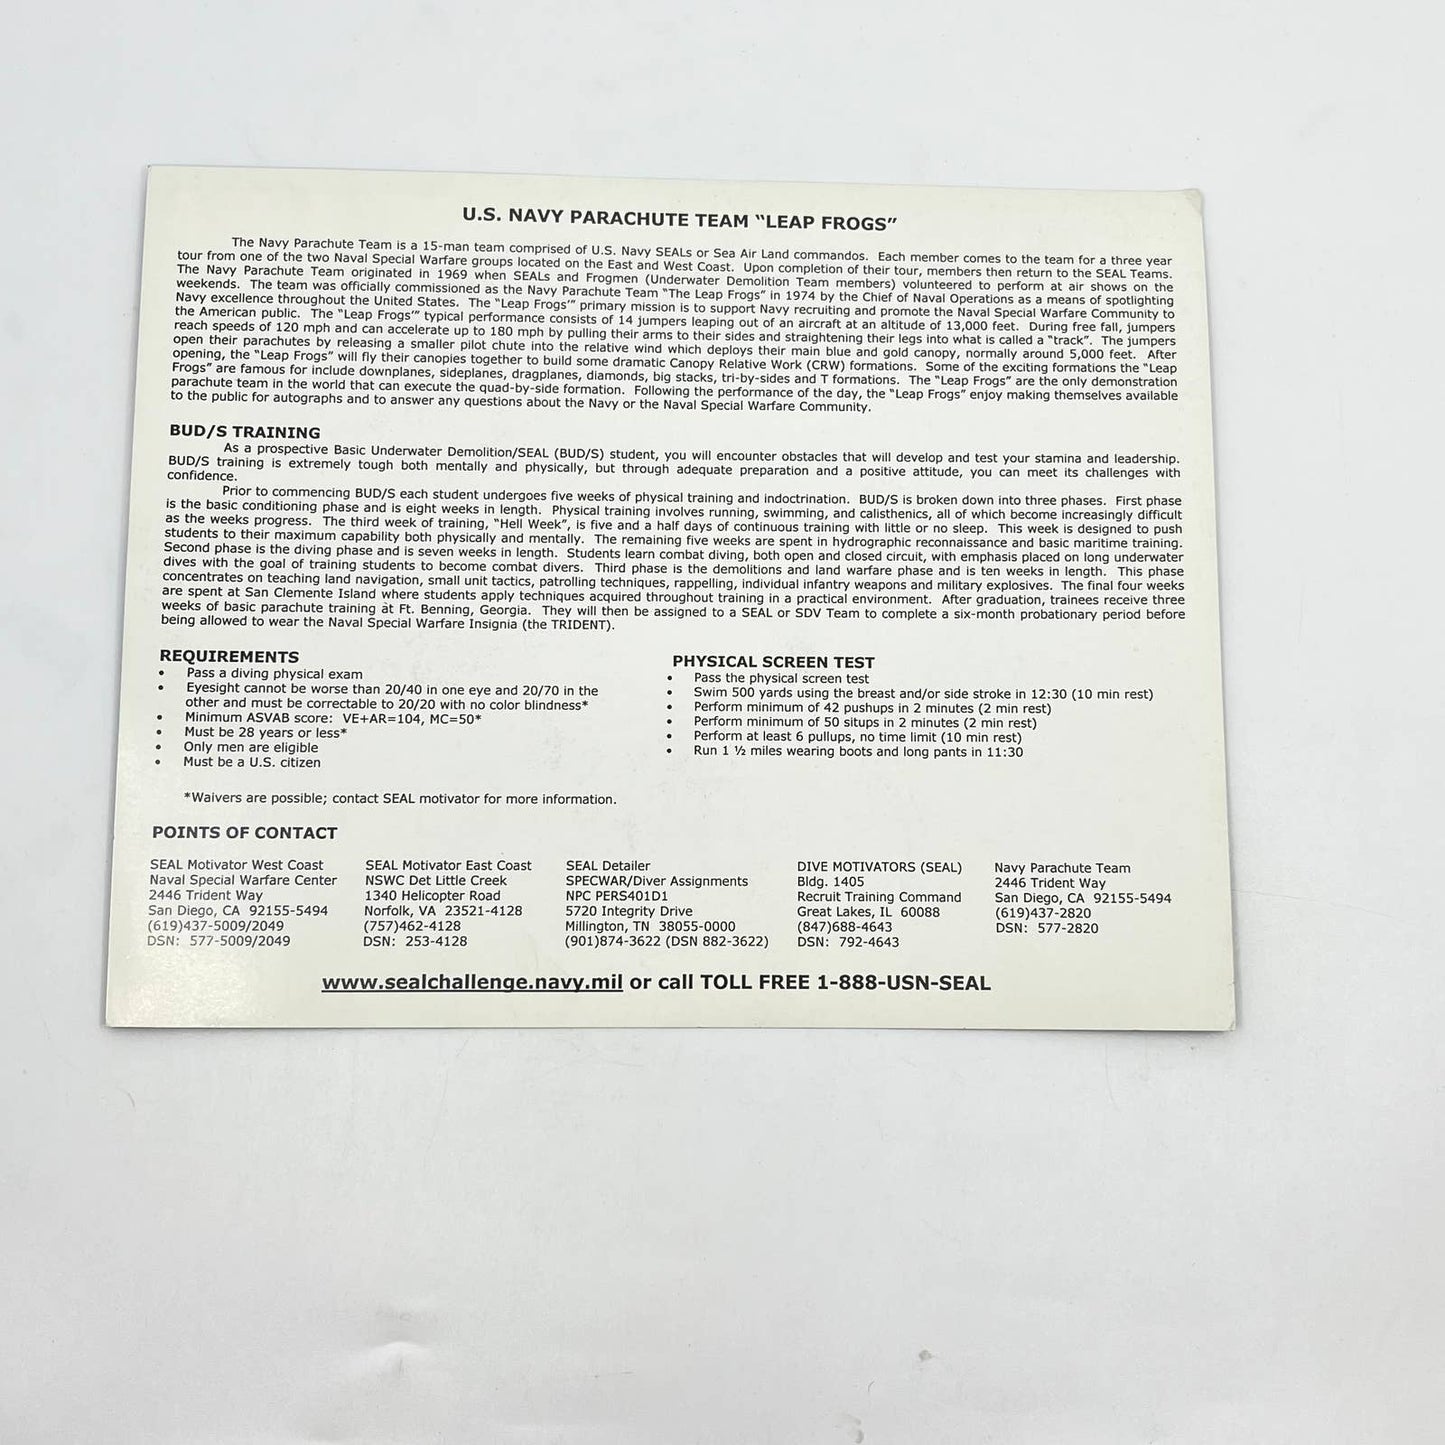 U.S. NAVY PARACHUTE TEAM “LEAP FROGS”
The Navy Parachute Team is a 15-man team comprised of U.S. Navy SEALs or Sea Air Land commandos. Each member comes to the team for a three year
tour from one of the two Naval Special Warfare groups located on the East and West Coast. Upon completion of their tour, members then return to the SEAL Teams.
The Navy Parachute Team originated in 1969 when SEALs and Frogmen (Underwater Demolition Team members) volunteered to perform at air shows on the
weekends. The team was officially commissioned as the Navy Parachute Team “The Leap Frogs” in 1974 by the Chief of Naval Operations as a means of spotlighting
Navy excellence throughout the United States. The “Leap Frogs’” primary mission is to support Navy recruiting and promote the Naval Special Warfare Community to
the American public. The “Leap Frogs’” typical performance consists of 14 jumpers leaping out of an aircraft at an altitude of 13,000 feet. During free fall, jumpers
reach speeds of 120 mph and can accelerate up to 180 mph by pulling their arms to their sides and straightening their legs into what is called a “track”. The jumpers
open their parachutes by releasing a smaller pilot chute into the relative wind which deploys their main blue and gold canopy, normally around 5,000 feet. After
opening, the “Leap Frogs” will fly their canopies together to build some dramatic Canopy Relative Work (CRW) formations. Some of the exciting formations the “Leap
Frogs” are famous for include downplanes, sideplanes, dragplanes, diamonds, big stacks, tri-by-sides and T formations. The “Leap Frogs” are the only demonstration
parachute team in the world that can execute the quad-by-side formation. Following the performance of the day, the “Leap Frogs” enjoy making themselves available
to the public for autographs and to answer any questions about the Navy or the Naval Special Warfare Community.
BUD/S TRAINING
As a prospective Basic Underwater Demolition/SEAL (BUD/S) student, you will encounter obstacles that will develop and test your stamina and leadership.
BUD/S training is extremely tough both mentally and physically, but through adequate preparation and a positive attitude, you can meet its challenges with
confidence.
Prior to commencing BUD/S each student undergoes five weeks of physical training and indoctrination. BUD/S is broken down into three phases. First phase
is the basic conditioning phase and is eight weeks in length. Physical training involves running, swimming, and calisthenics, all of which become increasingly difficult
as the weeks progress. The third week of training, “Hell Week”, is five and a half days of continuous training with little or no sleep. This week is designed to push
students to their maximum capability both physically and mentally. The remaining five weeks are spent in hydrographic reconnaissance and basic maritime training.
Second phase is the diving phase and is seven weeks in length. Students learn combat diving, both open and closed circuit, with emphasis placed on long underwater
dives with the goal of training students to become combat divers. Third phase is the demolitions and land warfare phase and is ten weeks in length. This phase
concentrates on teaching land navigation, small unit tactics, patrolling techniques, rappelling, individual infantry weapons and military explosives. The final four weeks
are spent at San Clemente Island where students apply techniques acquired throughout training in a practical environment. After graduation, trainees receive three
weeks of basic parachute training at Ft. Benning, Georgia. They will then be assigned to a SEAL or SDV Team to complete a six-month probationary period before
being allowed to wear the Naval Special Warfare Insignia (the TRIDENT).
REQUIREMENTS
• Pass a diving physical exam
• Eyesight cannot be worse than 20/40 in one eye and 20/70 in the
other and must be correctable to 20/20 with no color blindness*
• Minimum ASVAB score: VE+AR=104, MC=50*
• Must be 28 years or less*
• Only men are eligible
• Must be a U.S. citizen
*Waivers are possible; contact SEAL motivator for more information.
PHYSICAL SCREEN TEST
• Pass the physical screen test
• Swim 500 yards using the breast and/or side stroke in 12:30 (10 min rest)
• Perform minimum of 42 pushups in 2 minutes (2 min rest)
• Perform minimum of 50 situps in 2 minutes (2 min rest)
• Perform at least 6 pullups, no time limit (10 min rest)
• Run 1 ½ miles wearing boots and long pants in 11:30
POINTS OF CONTACT
SEAL Motivator West Coast
Naval Special Warfare Center
2446 Trident Way
San Diego, CA 92155-5494
(619)437-5009/2049
DSN: 577-5009/2049
SEAL Motivator East Coast
NSWC Det Little Creek
1340 Helicopter Road
Norfolk, VA 23521-4128
(757)462-4128
DSN: 253-4128
SEAL Detailer
SPECWAR/Diver Assignments
NPC PERS401D1
5720 Integrity Drive
Millington, TN 38055-0000
(901)874-3622 (DSN 882-3622)
DIVE MOTIVATORS (SEAL)
Bldg. 1405
Recruit Training Command
Great Lakes, IL 60088
(847)688-4643
DSN: 792-4643
Navy Parachute Team
2446 Trident Way
San Diego, CA 92155-5494
(619)437-2820
DSN: 577-2820
www.sealchallenge.navy.mil or call TOLL FREE 1-888-USN-SEAL